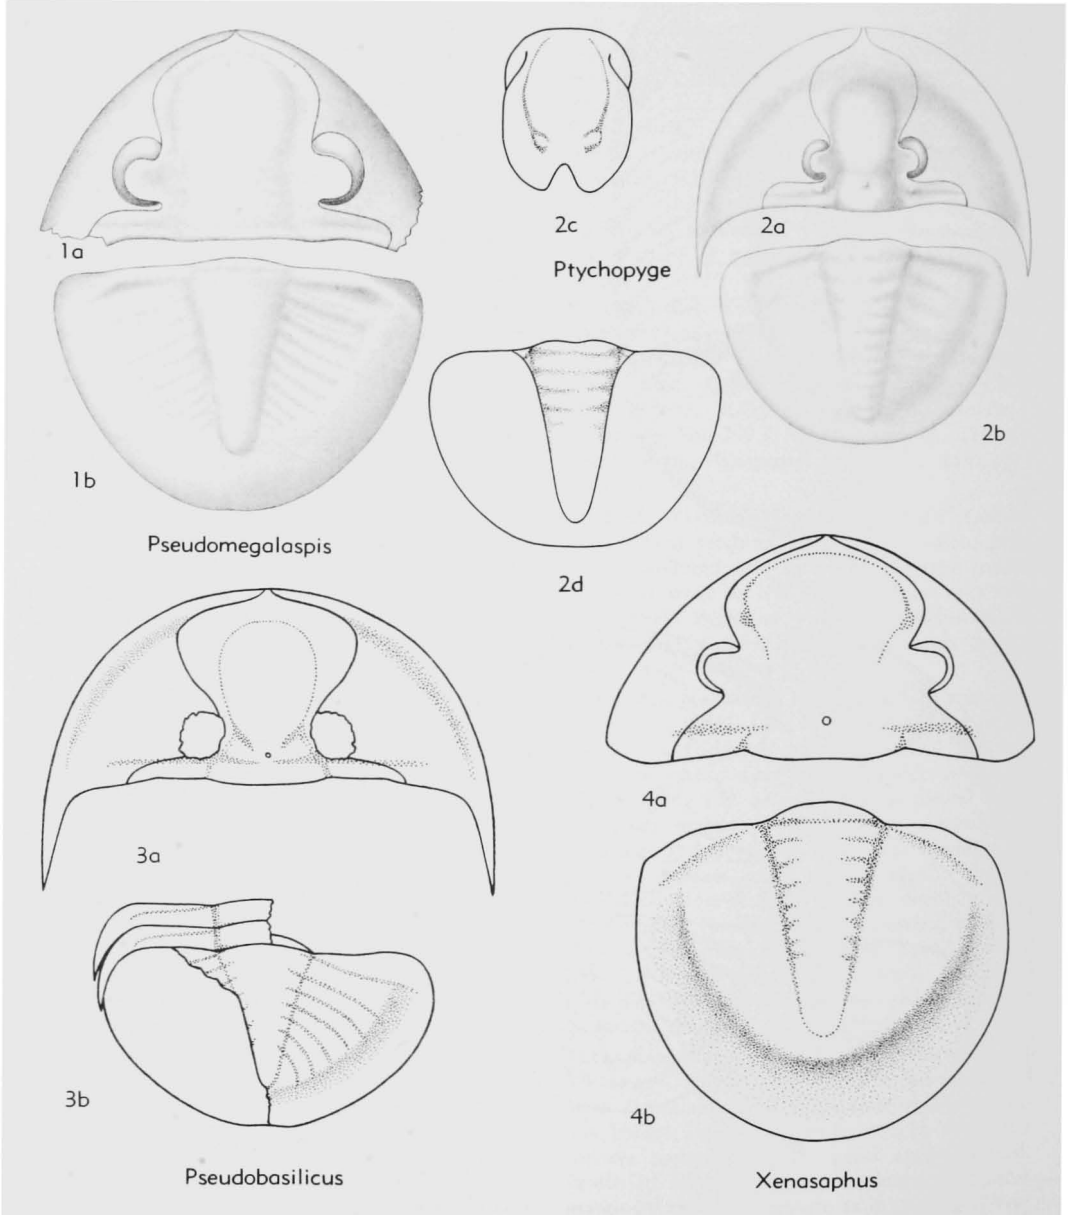 1a
2c
2a
Ptychopyge
1b
2b
Pseudomegalaspis
2d
3a
4a
3b
4b
Pseudobasilicus
Xenasaphus